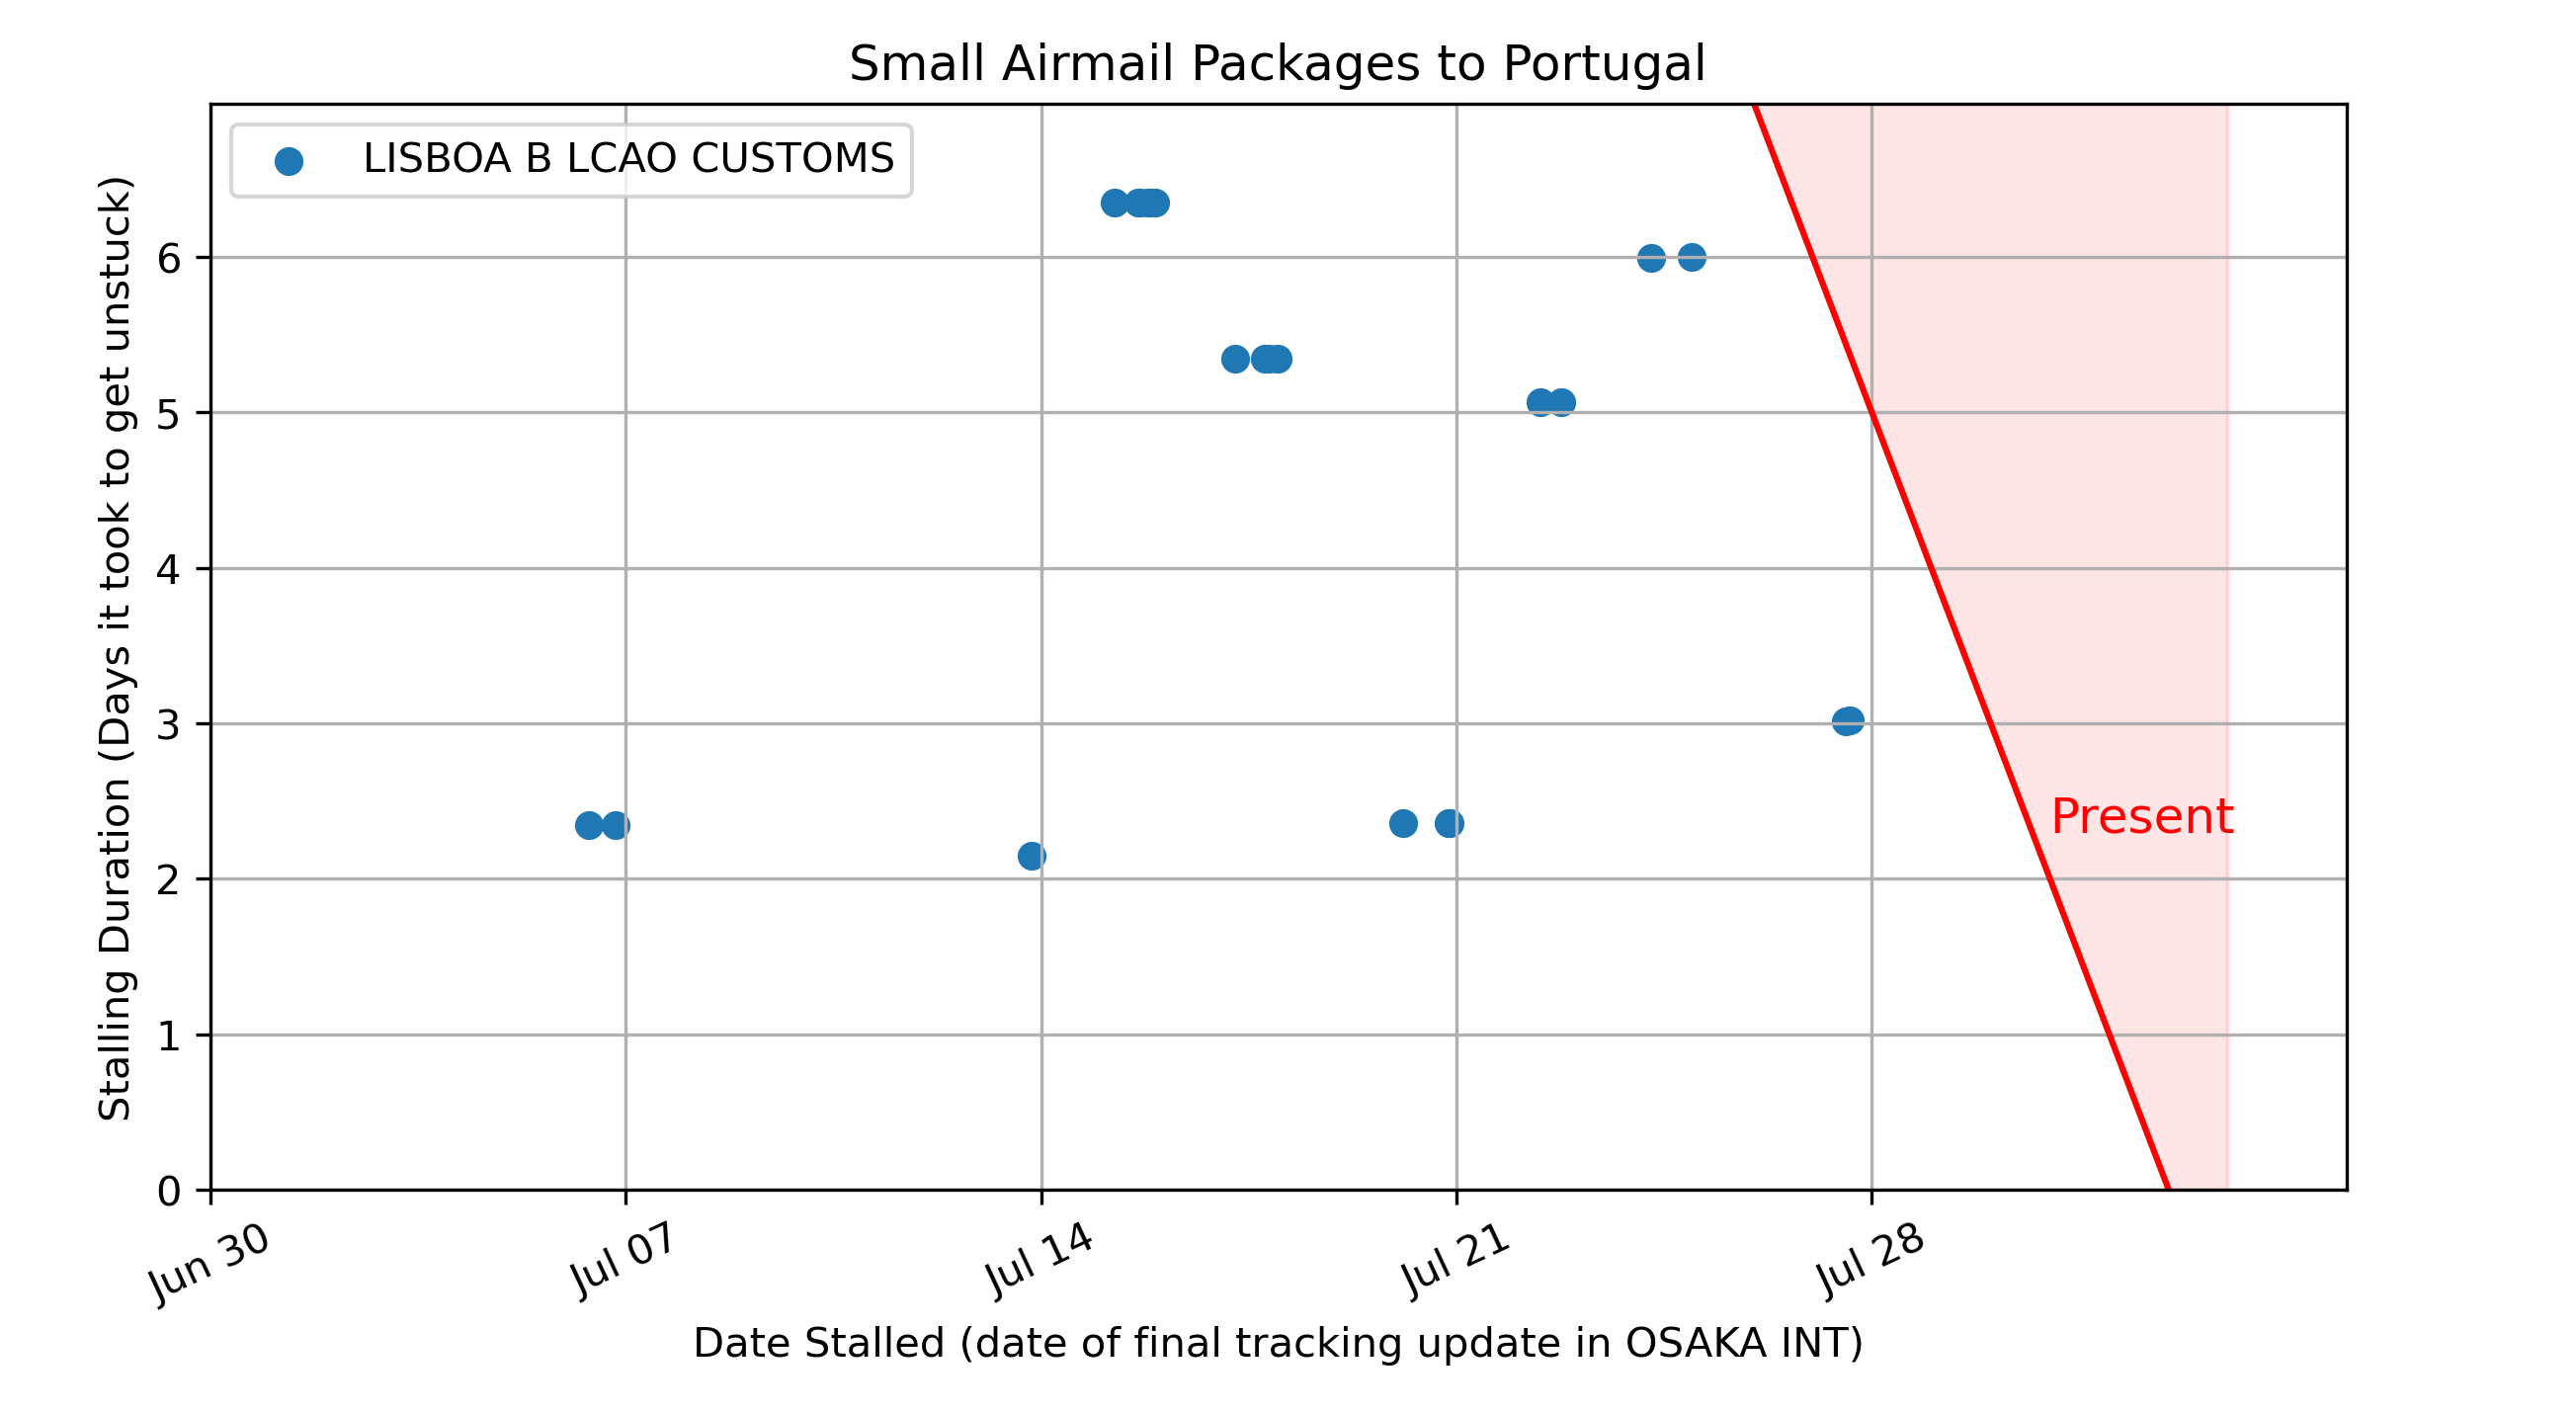 Small Airmail Packages to Portugal
LISBOA B LCAO CUSTOMS
Stalling Duration (Days it took to get unstuck)
6
5
4
3
2
1
0
Present
Jun 30
Jul 07
Jul 14
Jul 21
Jul 28
Date Stalled (date of final tracking update in OSAKA INT)